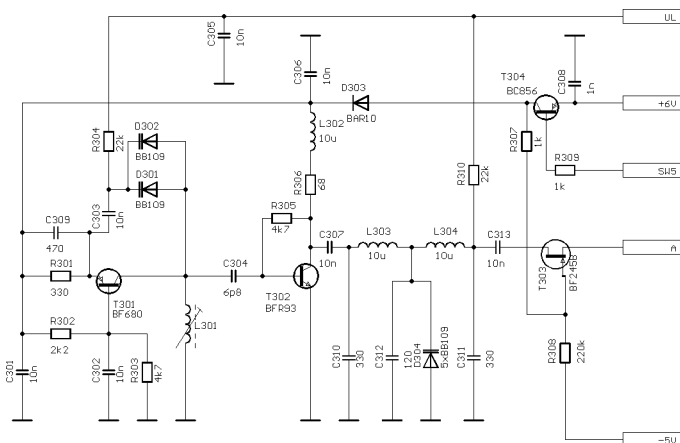 UL
C305
10n
C306
10n
D303
BAR10
T304
BC856
C308
1n
+6V
R304
22k
D302
BB109
L302
10u
R307
1k
D301
BB109
R306
68
R310
22k
R309
1k
SW5
C303
10n
R305
4k7
C309
470
C307
10n
L303
10u
L304
10u
C313
10n
A
R301
330
C304
6p8
T301
BF680
T302
BFR93
T303
BF245B
L301
R302
2k2
C301
10n
C302
10n
R303
4k7
C310
330
C312
120
D304
5xBB109
C311
330
R308
220k
-5V